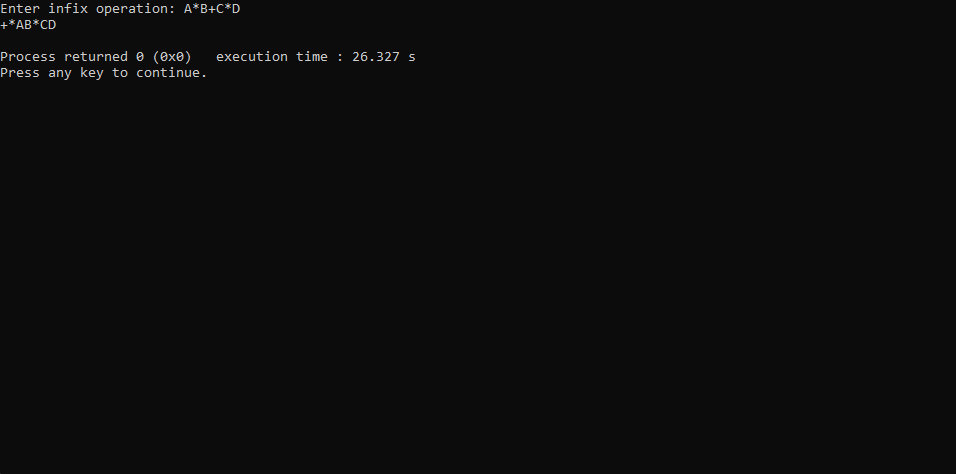 Enter infix operation: A*B+C*D
+*AB*CD
Process returned 0 (0x0)   execution time : 26.327 s
Press any key to continue.